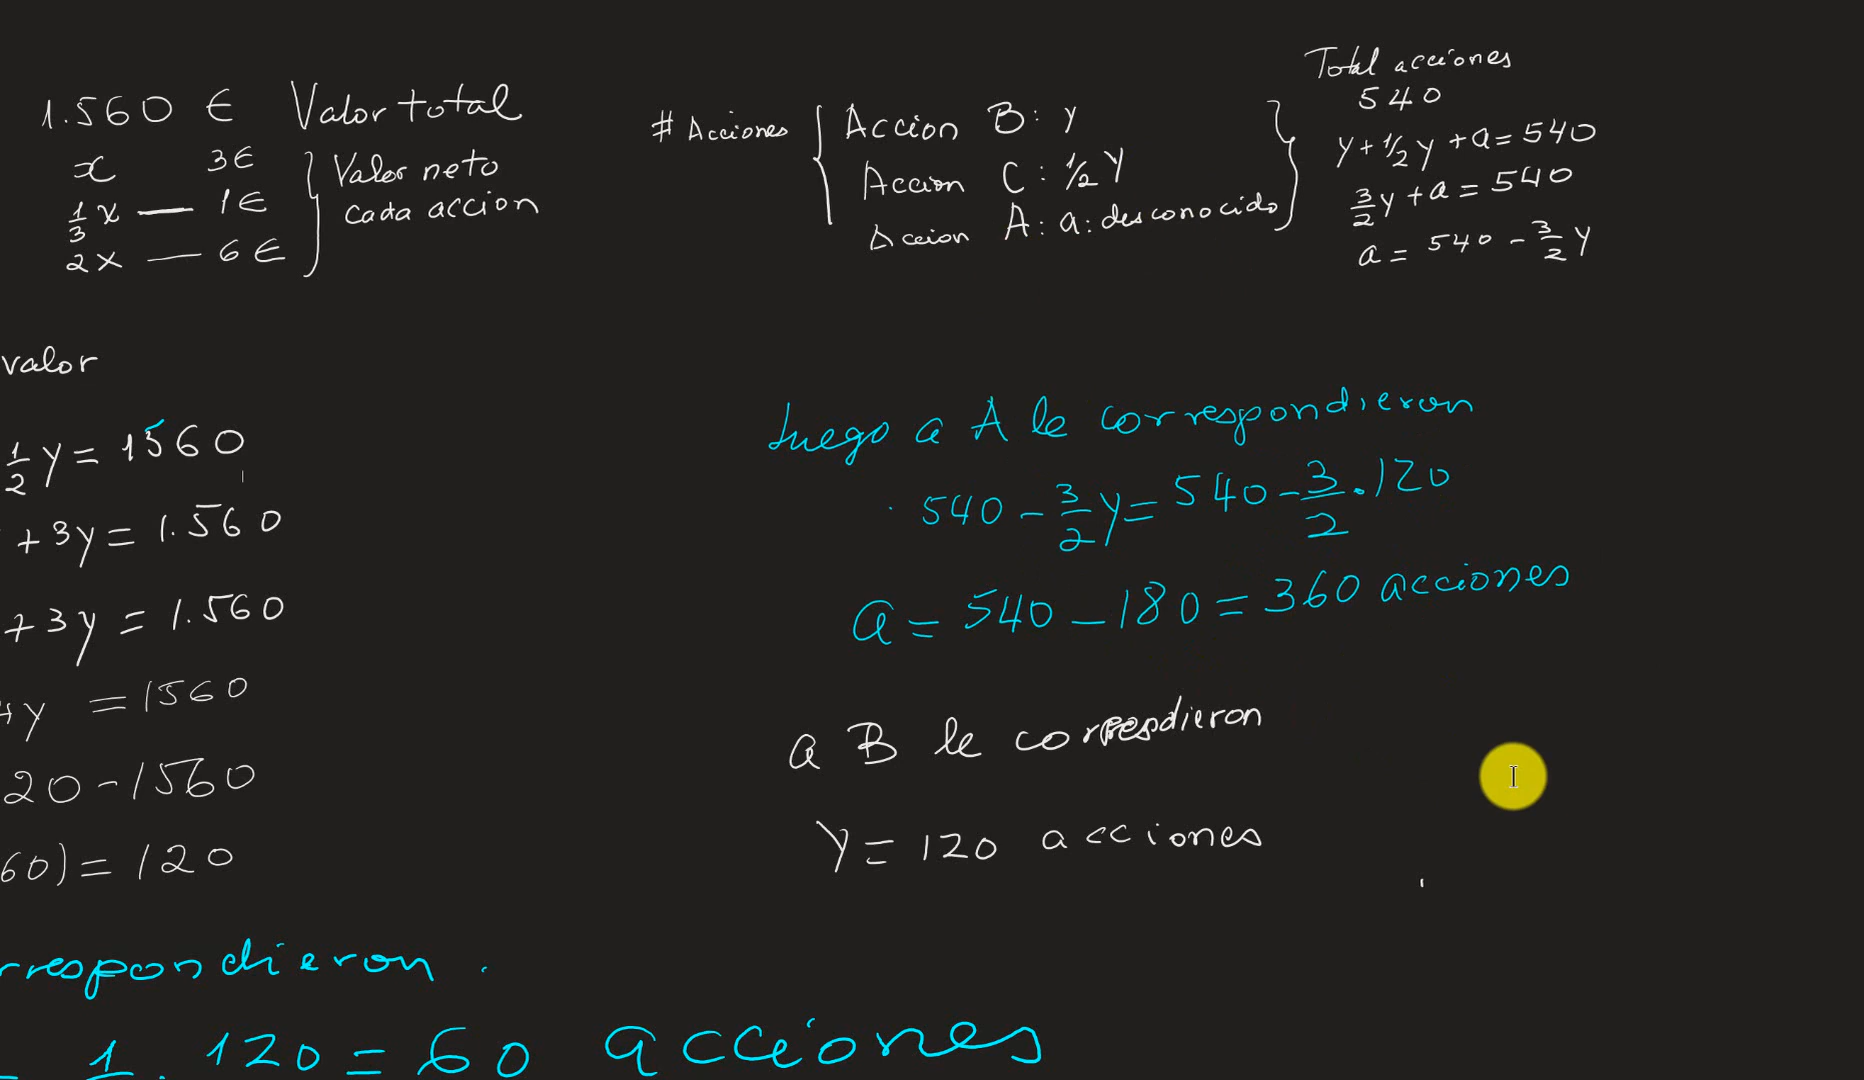 1.560 € Valor total
x 3€
1/3 x — 1€
2x — 6€
Valor neto
cada accion
# Acciones
Accion B: y
Accion C: 1/2 y
Accion A: a: desconocido
Total acciones
540
y + 1/2 y + a = 540
3/2 y + a = 540
a = 540 - 3/2 y
valor
1/2 y = 1560
+ 3y = 1.560
+ 3y = 1.560
y = 1560
20 - 1560
60) = 120
rrespondieron.
1/ . 120 = 60 acciones
luego a A le correspondieron
540 - 3/2 y = 540 - 3/2 . 120
a = 540 - 180 = 360 acciones
a B le
y = 120 acciones